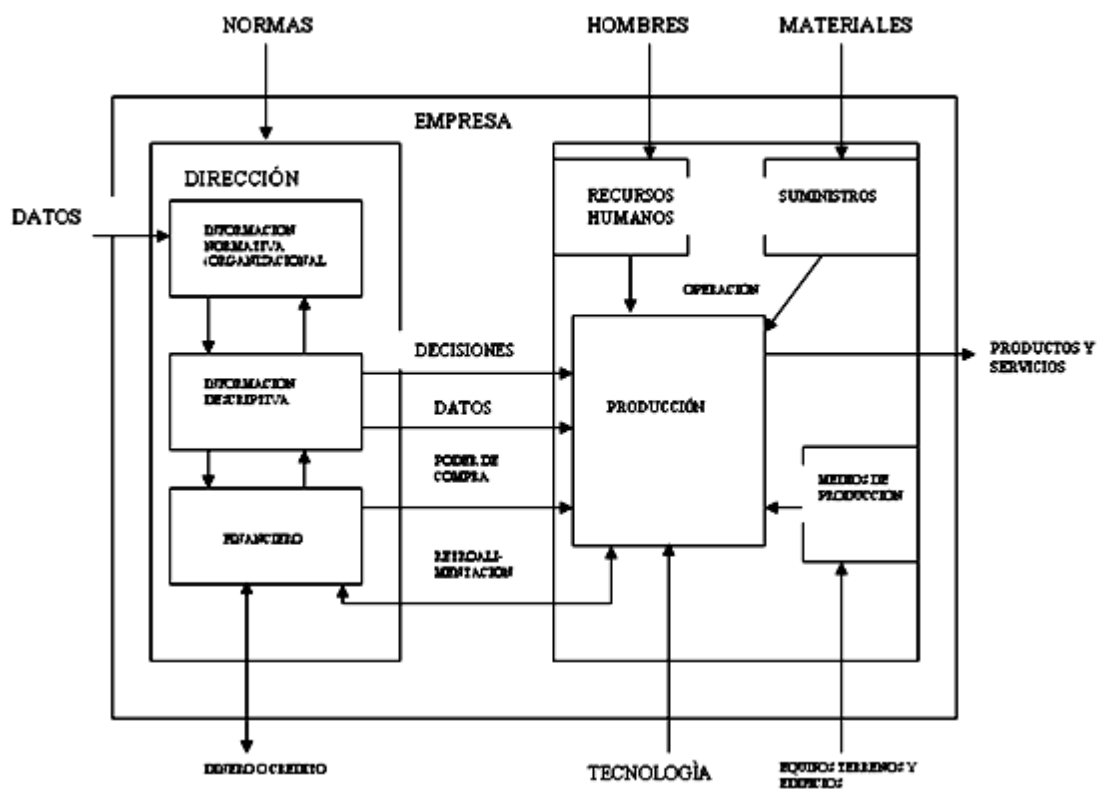 NORMAS
HOMBRES
MATERIALES
EMPRESA
DIRECCIÓN
DATOS
INFORMACION
NORMATIVA
(ORGANIZACIONAL
RECURSOS
HUMANOS
SUMINISTROS
OPERACIÓN
DECISIONES
PRODUCTOS Y
SERVICIOS
INFORMACION
DESCRIPTIVA
DATOS
PRODUCCIÓN
PODER DE
COMPRA
MEDIOS DE
PRODUCCION
FINANCIERO
RETROALI-
MENTACION
DINERO O CREDITO
TECNOLOGÌA
EQUIPOS TERRENOS Y
EDIFICIOS